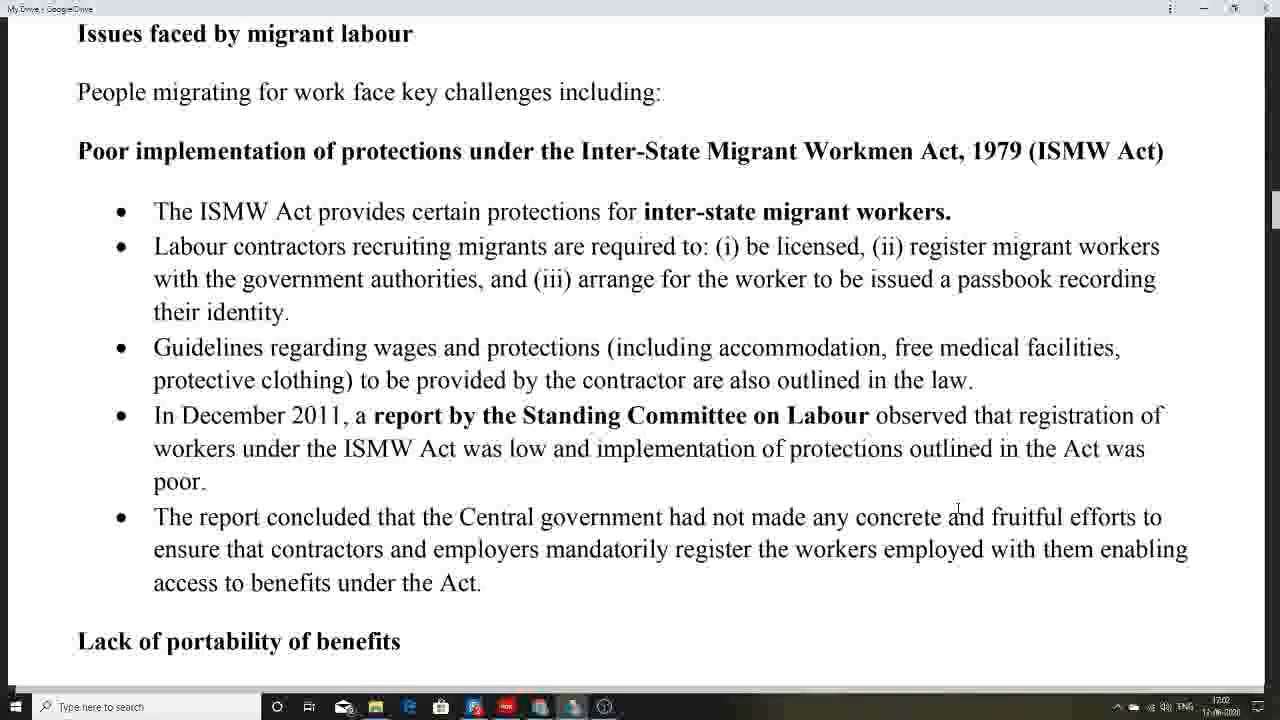 My Drive - Google Drive
Issues faced by migrant labour
People migrating for work face key challenges including:
Poor implementation of protections under the Inter-State Migrant Workmen Act, 1979 (ISMW Act)
• The ISMW Act provides certain protections for inter-state migrant workers.
• Labour contractors recruiting migrants are required to: (i) be licensed, (ii) register migrant workers
with the government authorities, and (iii) arrange for the worker to be issued a passbook recording
their identity.
• Guidelines regarding wages and protections (including accommodation, free medical facilities,
protective clothing) to be provided by the contractor are also outlined in the law.
• In December 2011, a report by the Standing Committee on Labour observed that registration of
workers under the ISMW Act was low and implementation of protections outlined in the Act was
poor.
• The report concluded that the Central government had not made any concrete and fruitful efforts to
ensure that contractors and employers mandatorily register the workers employed with them enabling
access to benefits under the Act.
Lack of portability of benefits
Type here to search
ENG
17:02